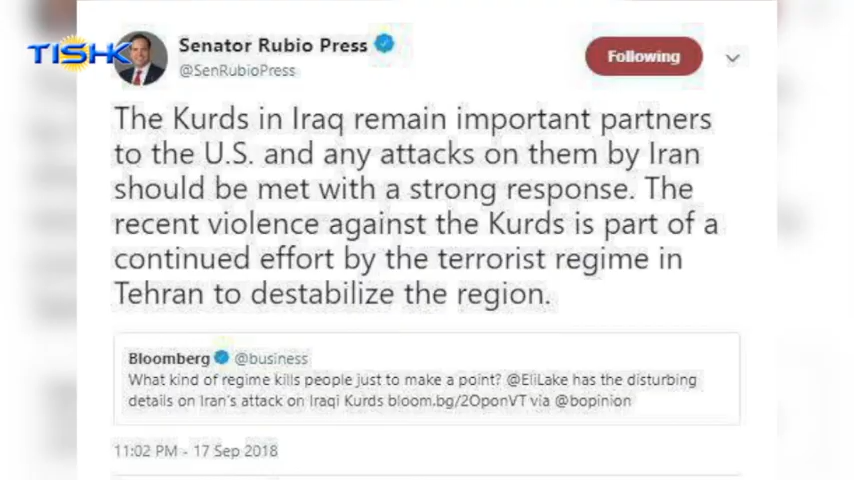 TISHK
Senator Rubio Press
@SenRubioPress
Following
The Kurds in Iraq remain important partners
to the U.S. and any attacks on them by Iran
should be met with a strong response. The
recent violence against the Kurds is part of a
continued effort by the terrorist regime in
Tehran to destabilize the region.
Bloomberg @business
What kind of regime kills people just to make a point? @EliLake has the disturbing
details on Iran's attack on Iraqi Kurds bloom.bg/2OponVT via @bopinion
11:02 PM - 17 Sep 2018